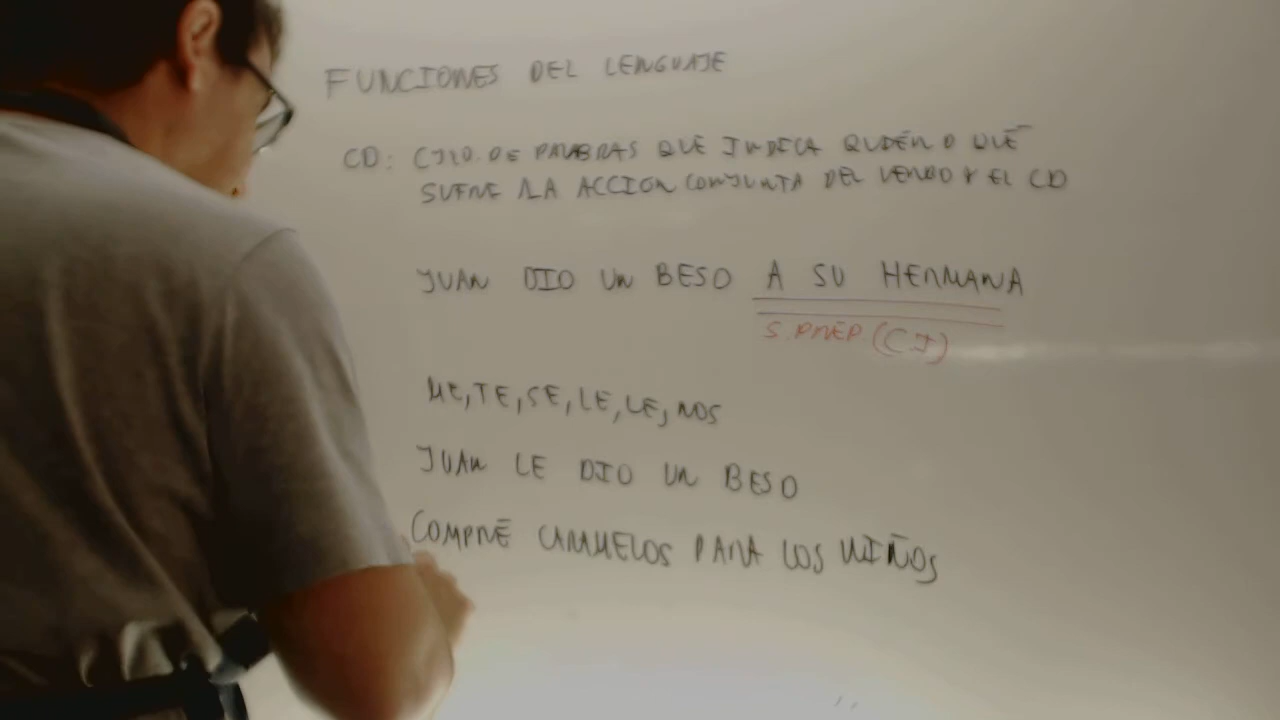 FUNCIONES DEL LENGUAJE
CD: CJTO. DE PALABRAS QUE INDICA QUIÉN O QUÉ
SUFRE LA ACCION CONJUNTA DEL VERBO Y EL CD
JUAN DIO UN BESO A SU HERMANA
S. PREP (CI)
ME, TE, SE, LE, LE, NOS
JUAN LE DIO UN BESO
COMPRÉ CARAMELOS PARA LOS NIÑOS